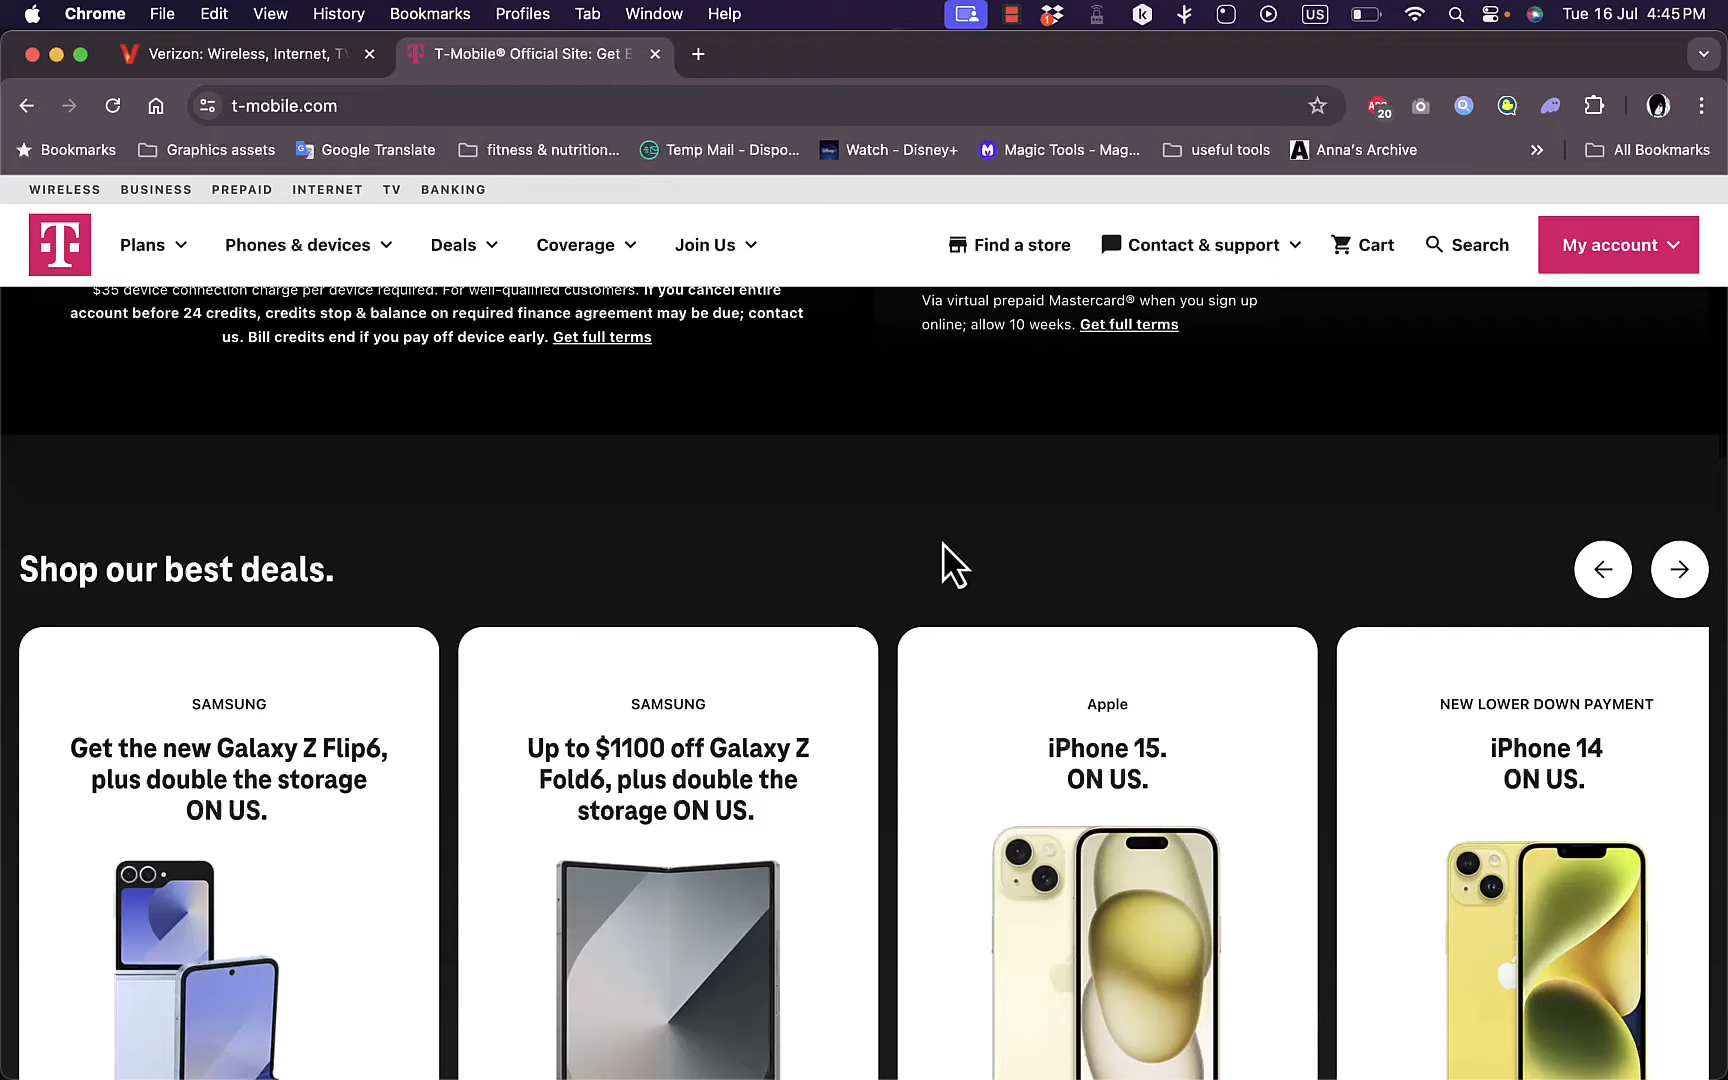 Chrome File Edit View History Bookmarks Profiles Tab Window Help US Tue 16 Jul 4:45 PM
Verizon: Wireless, Internet, T
T-Mobile® Official Site: Get E
t-mobile.com
20
Bookmarks Graphics assets Google Translate fitness & nutrition... Temp Mail - Dispo... Watch - Disney+ Magic Tools - Mag... useful tools Anna's Archive All Bookmarks
WIRELESS BUSINESS PREPAID INTERNET TV BANKING
Plans Phones & devices Deals Coverage Join Us Find a store Contact & support Cart Search My account
$35 device connection charge per device required. For well-qualified customers. If you cancel entire
account before 24 credits, credits stop & balance on required finance agreement may be due; contact
us. Bill credits end if you pay off device early. Get full terms
Via virtual prepaid Mastercard® when you sign up
online; allow 10 weeks. Get full terms
Shop our best deals.
SAMSUNG
Get the new Galaxy Z Flip6,
plus double the storage
ON US.
SAMSUNG
Up to $1100 off Galaxy Z
Fold6, plus double the
storage ON US.
Apple
iPhone 15.
ON US.
NEW LOWER DOWN PAYMENT
iPhone 14
ON US.